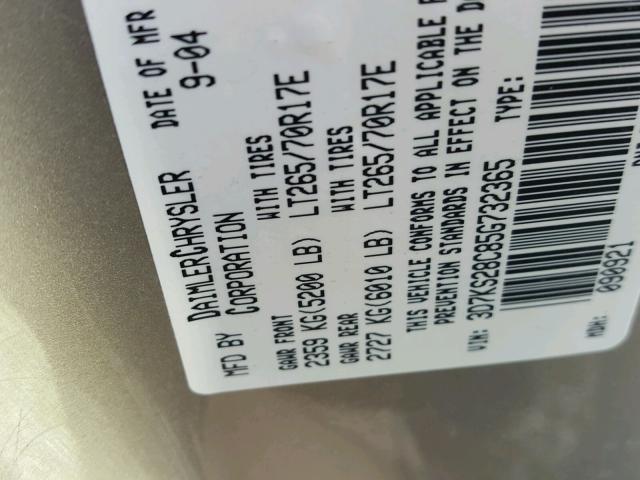 MFD BY DAIMLERCHRYSLER CORPORATION DATE OF MFR 9-04
GAWR FRONT WITH TIRES
2359 KG(5200 LB) LT265/70R17E
GAWR REAR WITH TIRES
2727 KG(6010 LB) LT265/70R17E
THIS VEHICLE CONFORMS TO ALL APPLICABLE
PREVENTION STANDARDS IN EFFECT ON THE D
VIN: 3D7KS28C85G732365 TYPE:
MDH: 090921